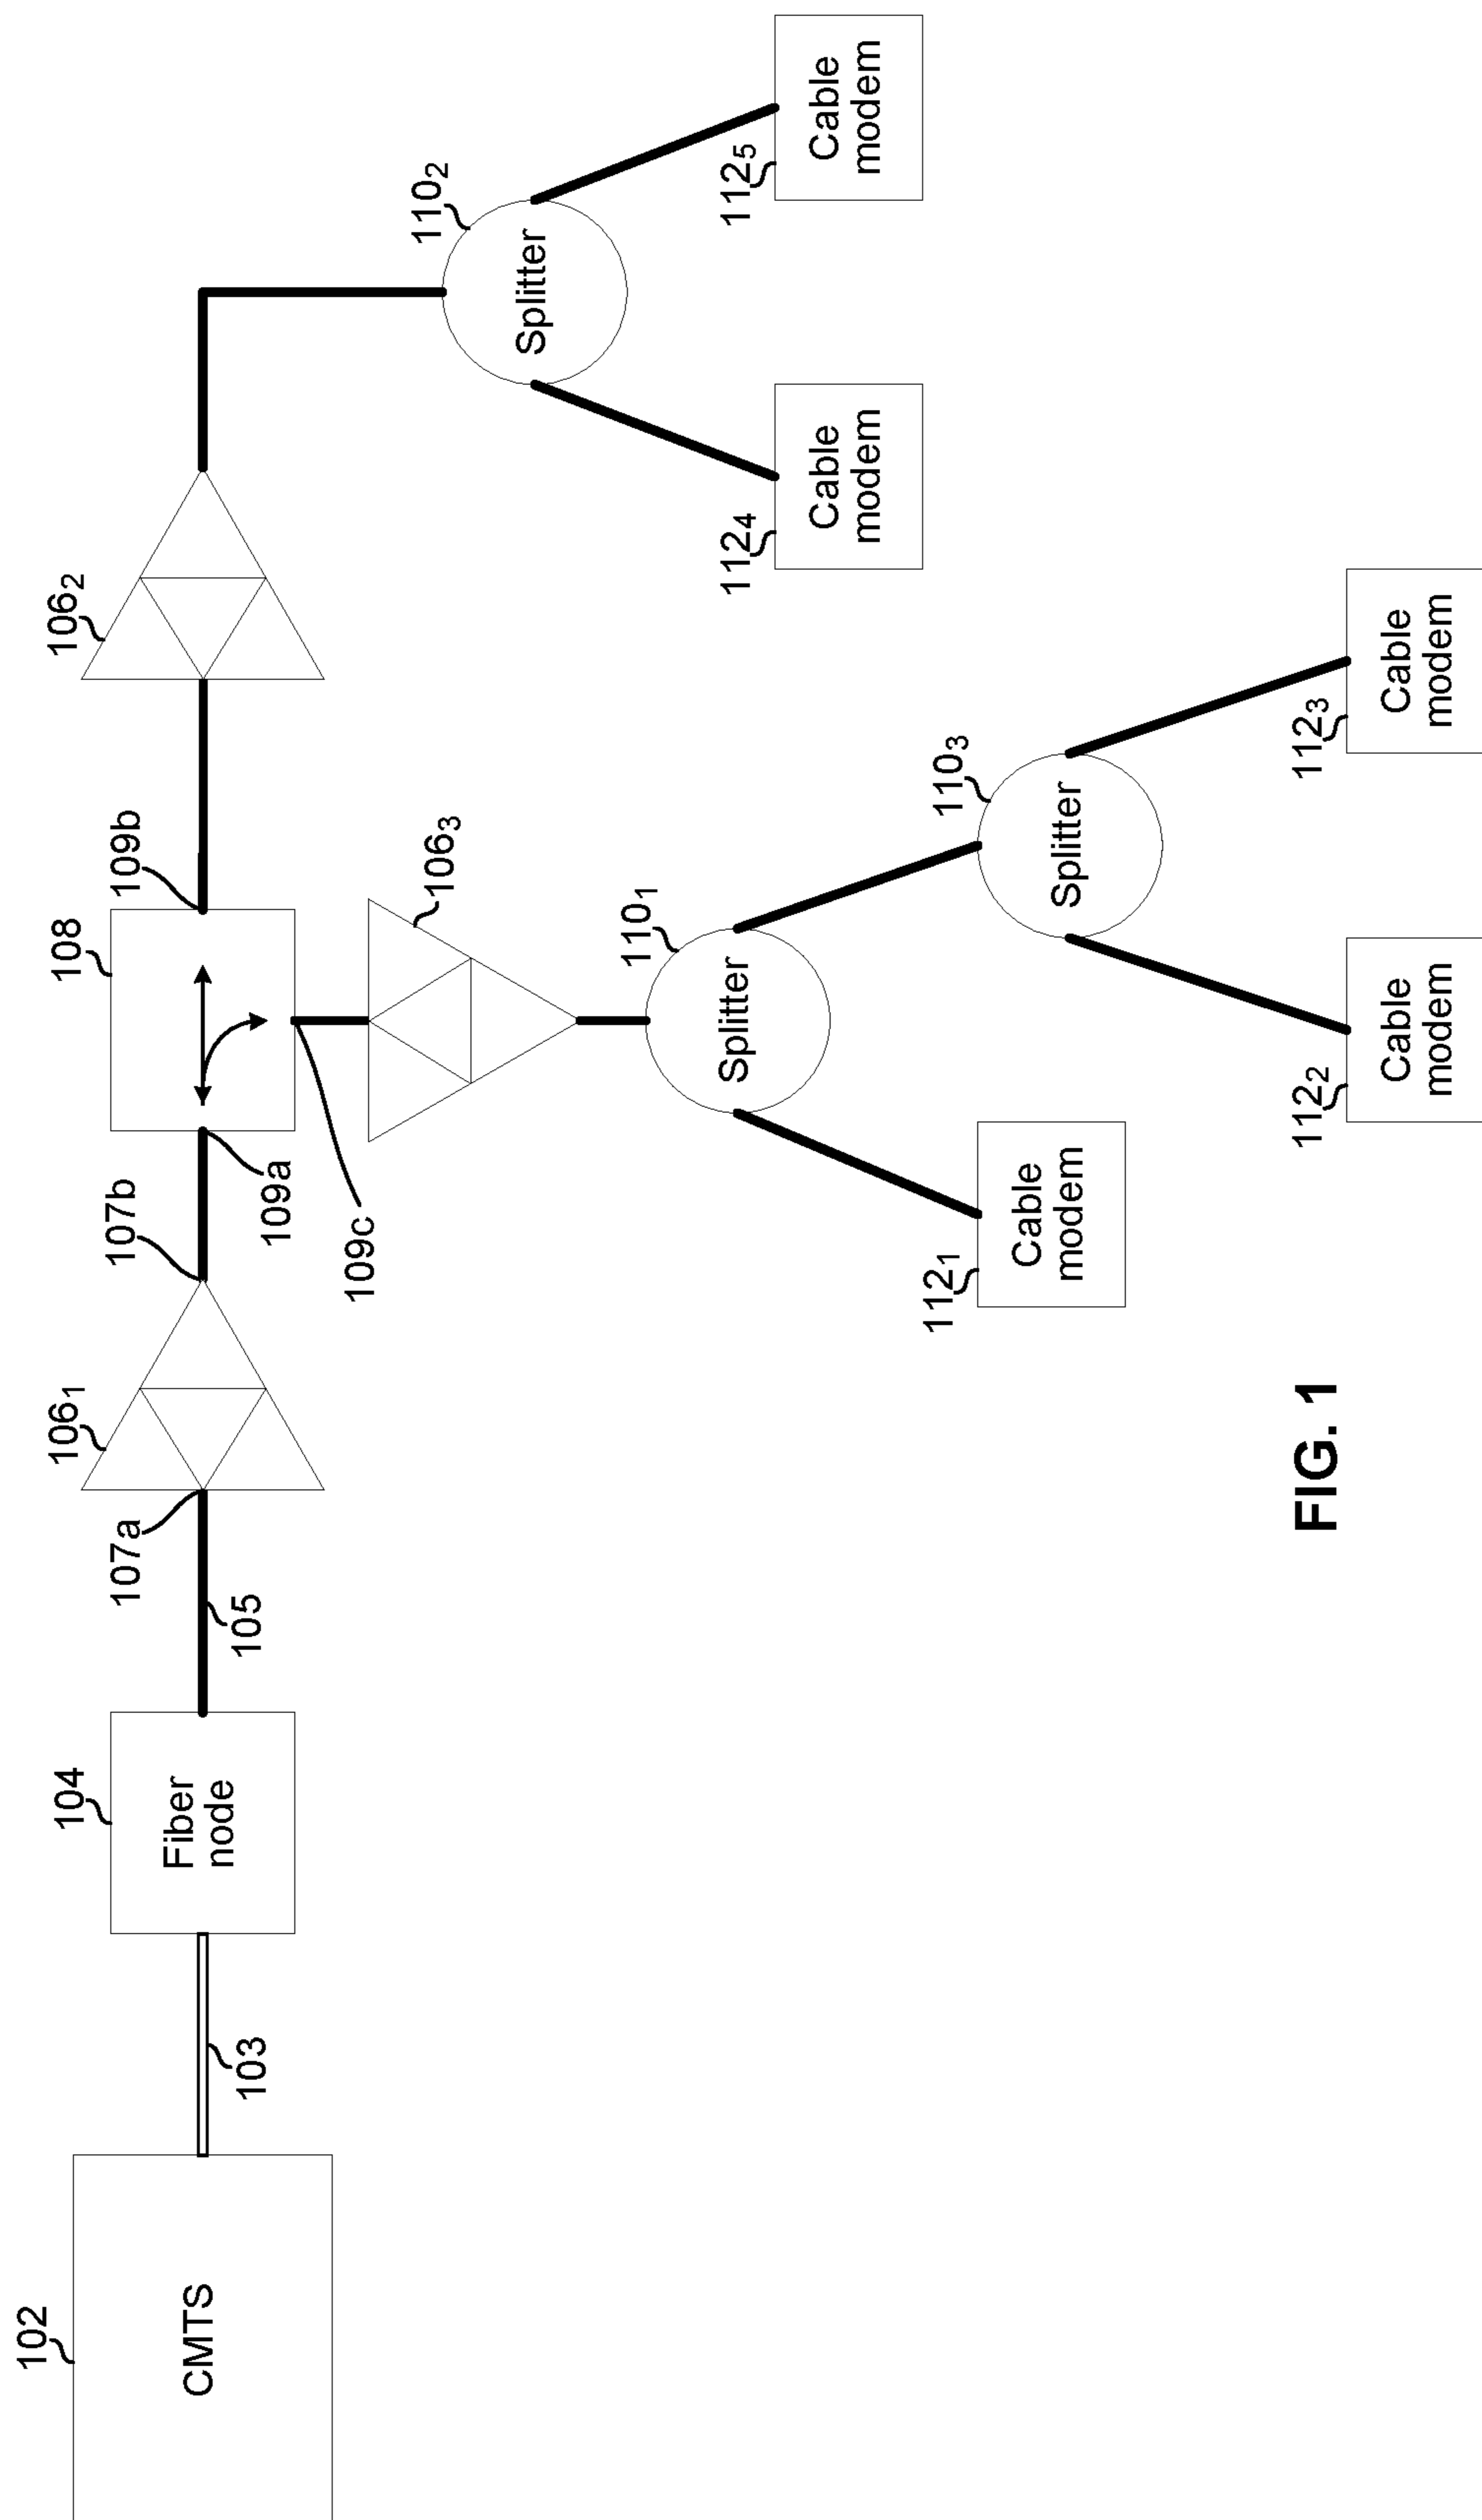 102
CMTS
103
104
Fiber
node
105
107a
106₁
107b
109a
109c
108
109b
106₂
106₃
110₁
Splitter
110₂
Splitter
110₃
Splitter
112₁
Cable
modem
112₂
Cable
modem
112₃
Cable
modem
112₄
Cable
modem
112₅
Cable
modem
FIG. 1